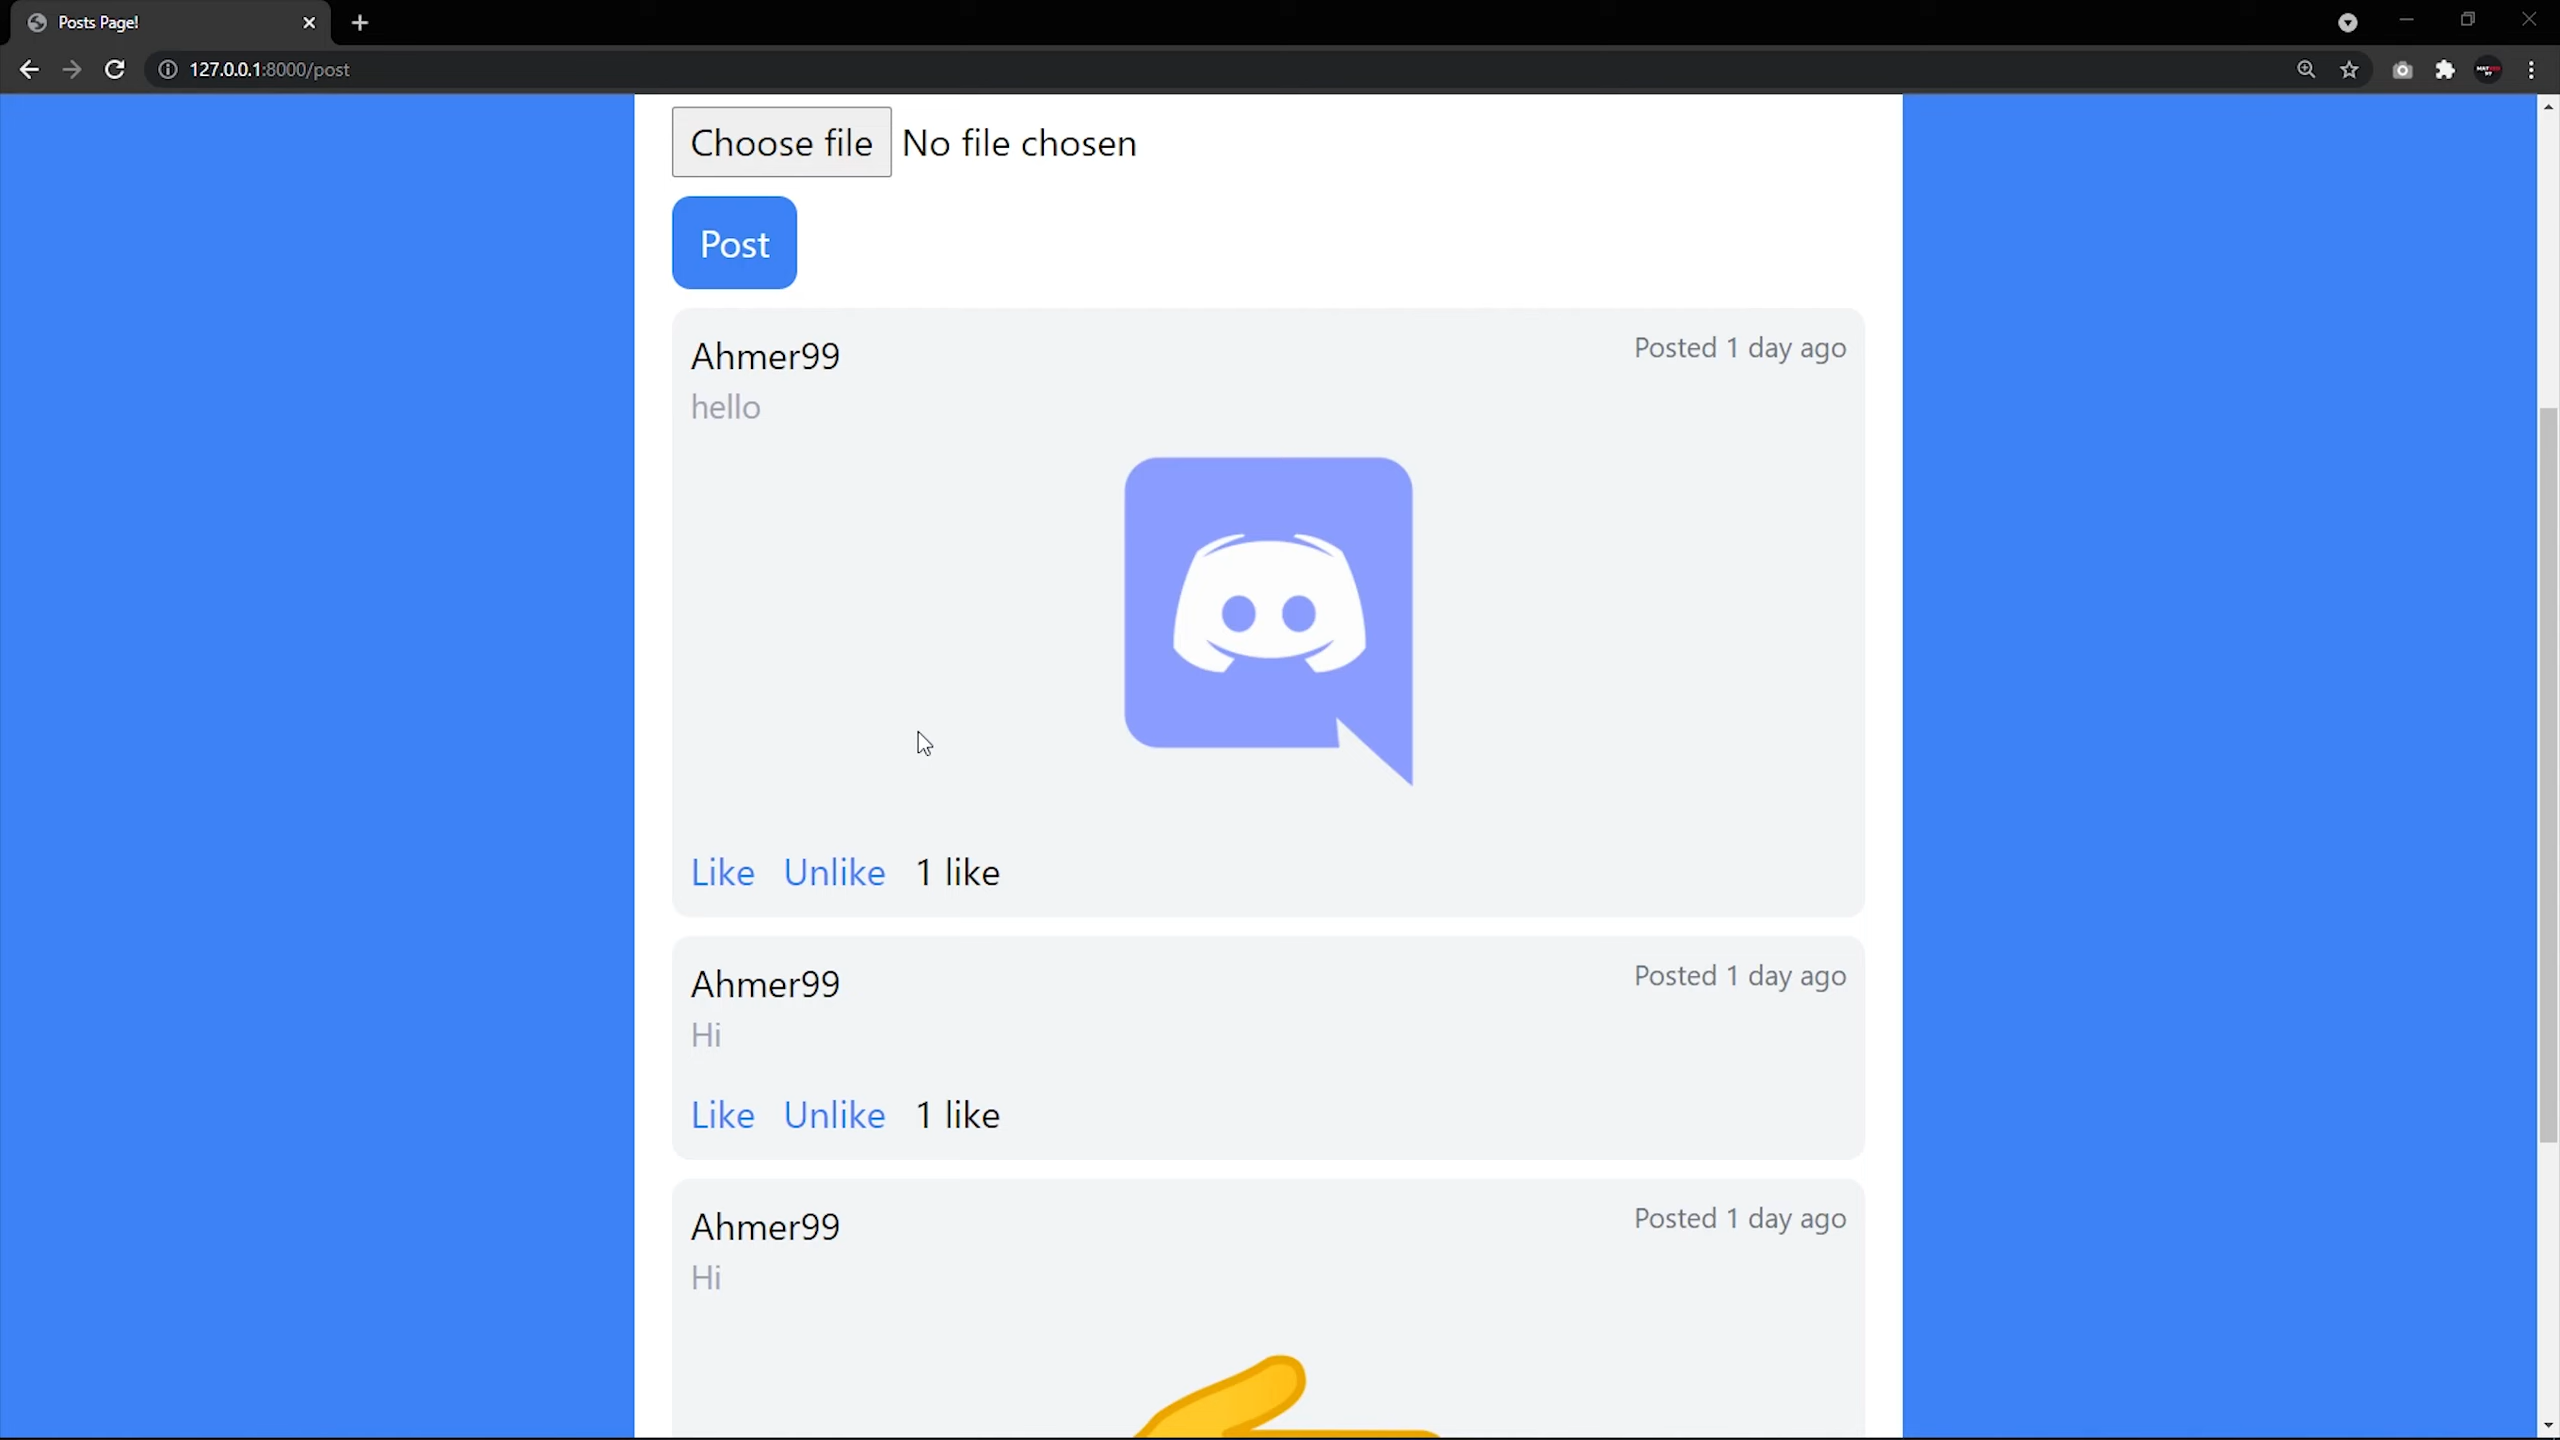 Posts Page!
127.0.0.1:8000/post
Choose file No file chosen
Post
Ahmer99
Posted 1 day ago
hello
Like Unlike 1 like
Ahmer99
Posted 1 day ago
Hi
Like Unlike 1 like
Ahmer99
Posted 1 day ago
Hi